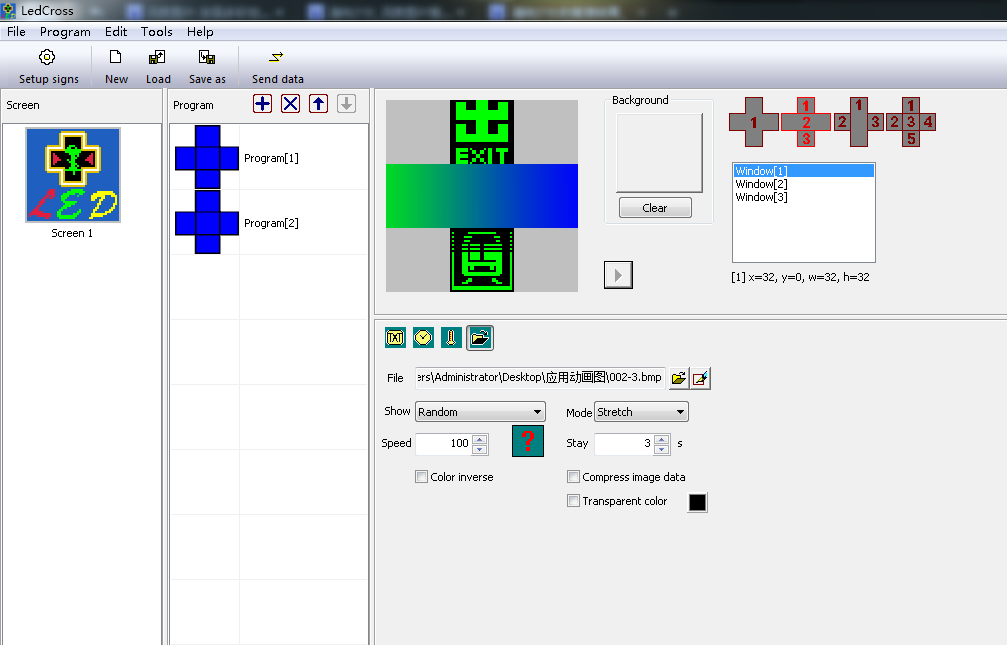 LedCross
File Program Edit Tools Help
Setup signs New Load Save as Send data
Screen
LED
Screen 1
Program
Program[1]
Program[2]
EXIT
Background
Clear
1
1
2
3
1
2 3
1
2 3 4
5
Window[1]
Window[2]
Window[3]
[1] x=32, y=0, w=32, h=32
TXT
File ers\Administrator\Desktop\应用动画图\002-3.bmp
Show Random Mode Stretch
Speed 100 ? Stay 3 s
Color inverse Compress image data
Transparent color